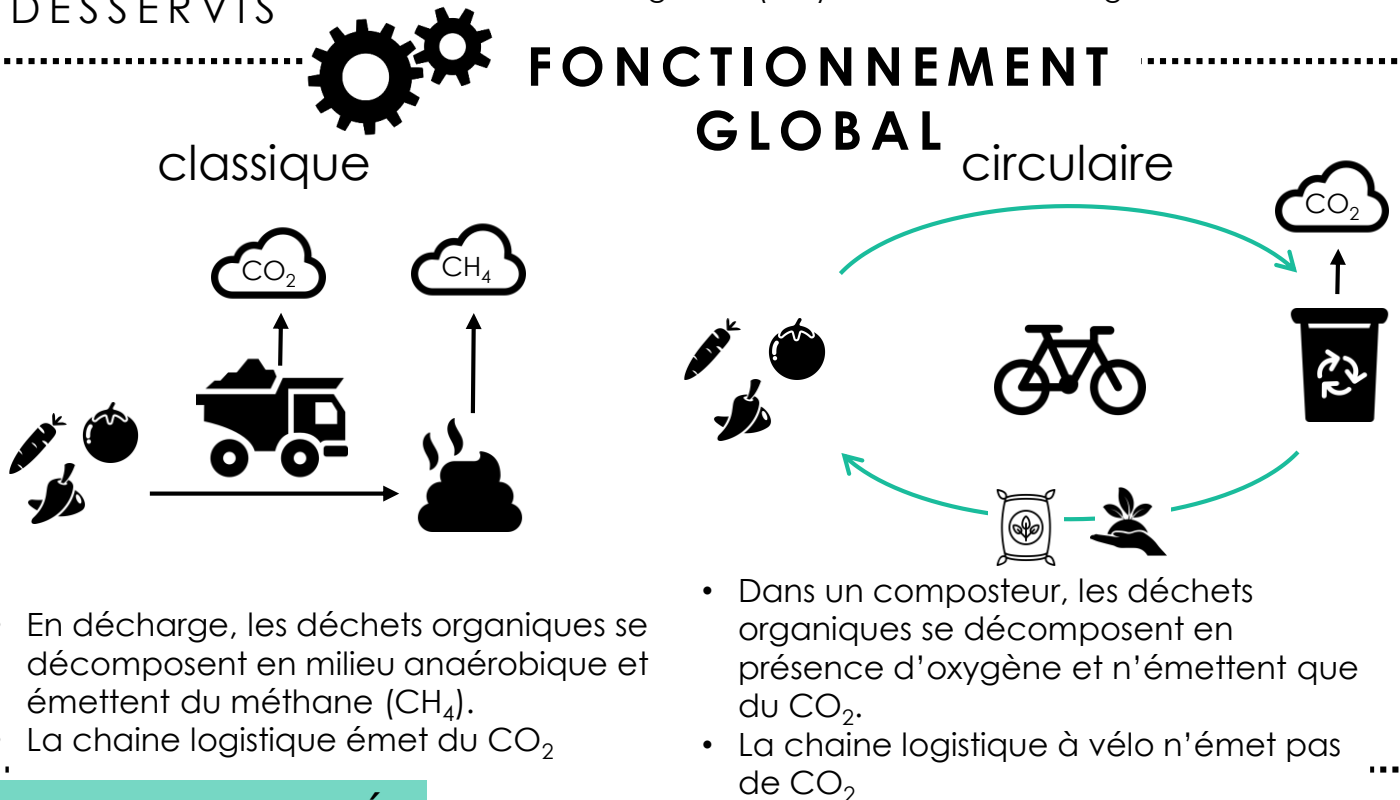 DESSERVIS
FONCTIONNEMENT
GLOBAL
classique
CO₂
CH₄
En décharge, les déchets organiques se
décomposent en milieu anaérobique et
émettent du méthane (CH₄).
La chaine logistique émet du CO₂
circulaire
CO₂
• Dans un composteur, les déchets
organiques se décomposent en
présence d’oxygène et n’émettent que
du CO₂.
• La chaine logistique à vélo n’émet pas
de CO₂